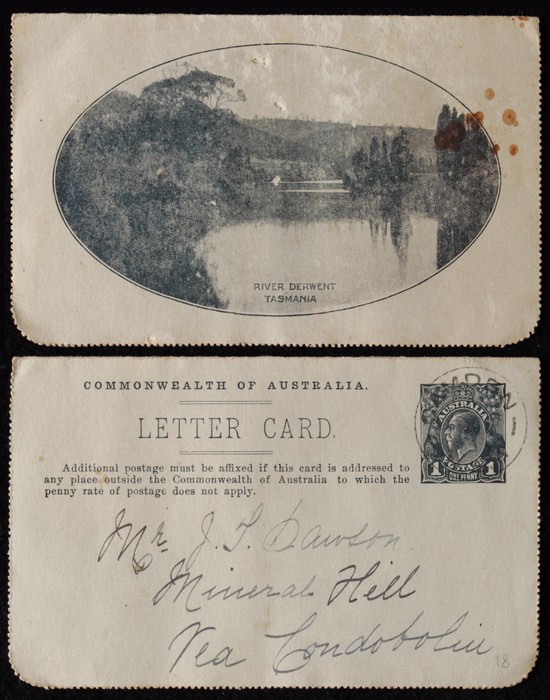 RIVER DERWENT
TASMANIA
COMMONWEALTH OF AUSTRALIA.
LETTER CARD.
Additional postage must be affixed if this card is addressed to
any place outside the Commonwealth of Australia to which the
penny rate of postage does not apply.
AUSTRALIA
1 POSTAGE 1
ONE PENNY
Mr. J. T. Dawson
Mineral Hill
Via Condobolin
18